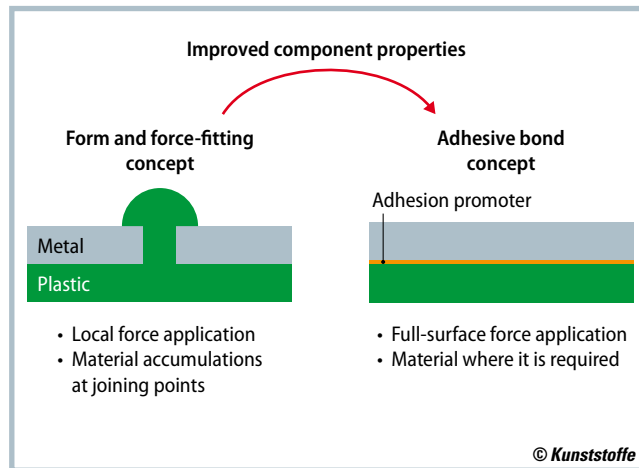 Improved component properties
Form and force-fitting
concept
Metal
Plastic
• Local force application
• Material accumulations
at joining points
Adhesive bond
concept
Adhesion promoter
• Full-surface force application
• Material where it is required
© Kunststoffe